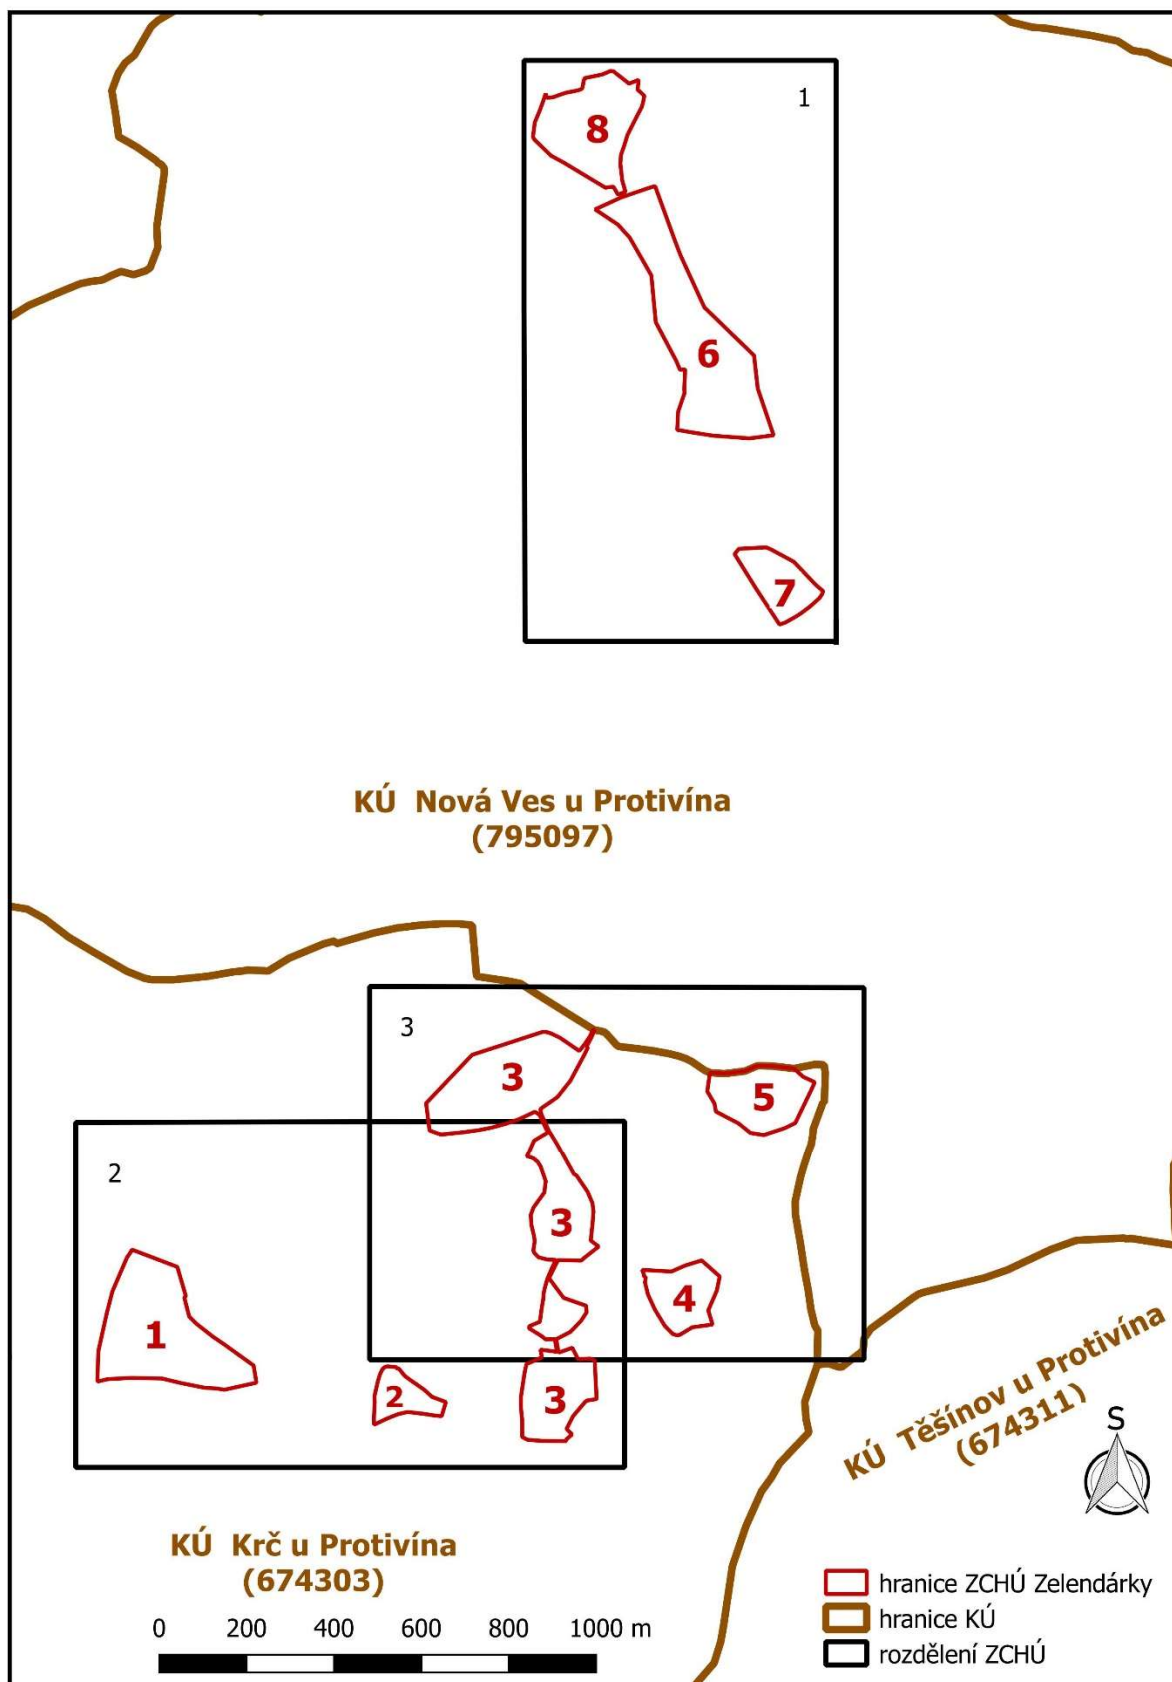 1
8
6
7
KÚ Nová Ves u Protivína
(795097)
3
3
5
2
3
4
1
2
3
KÚ Těšínov u Protivína
(674311)
S
KÚ Krč u Protivína
(674303)
0 200 400 600 800 1000 m
hranice ZCHÚ Zelendárky
hranice KÚ
rozdělení ZCHÚ